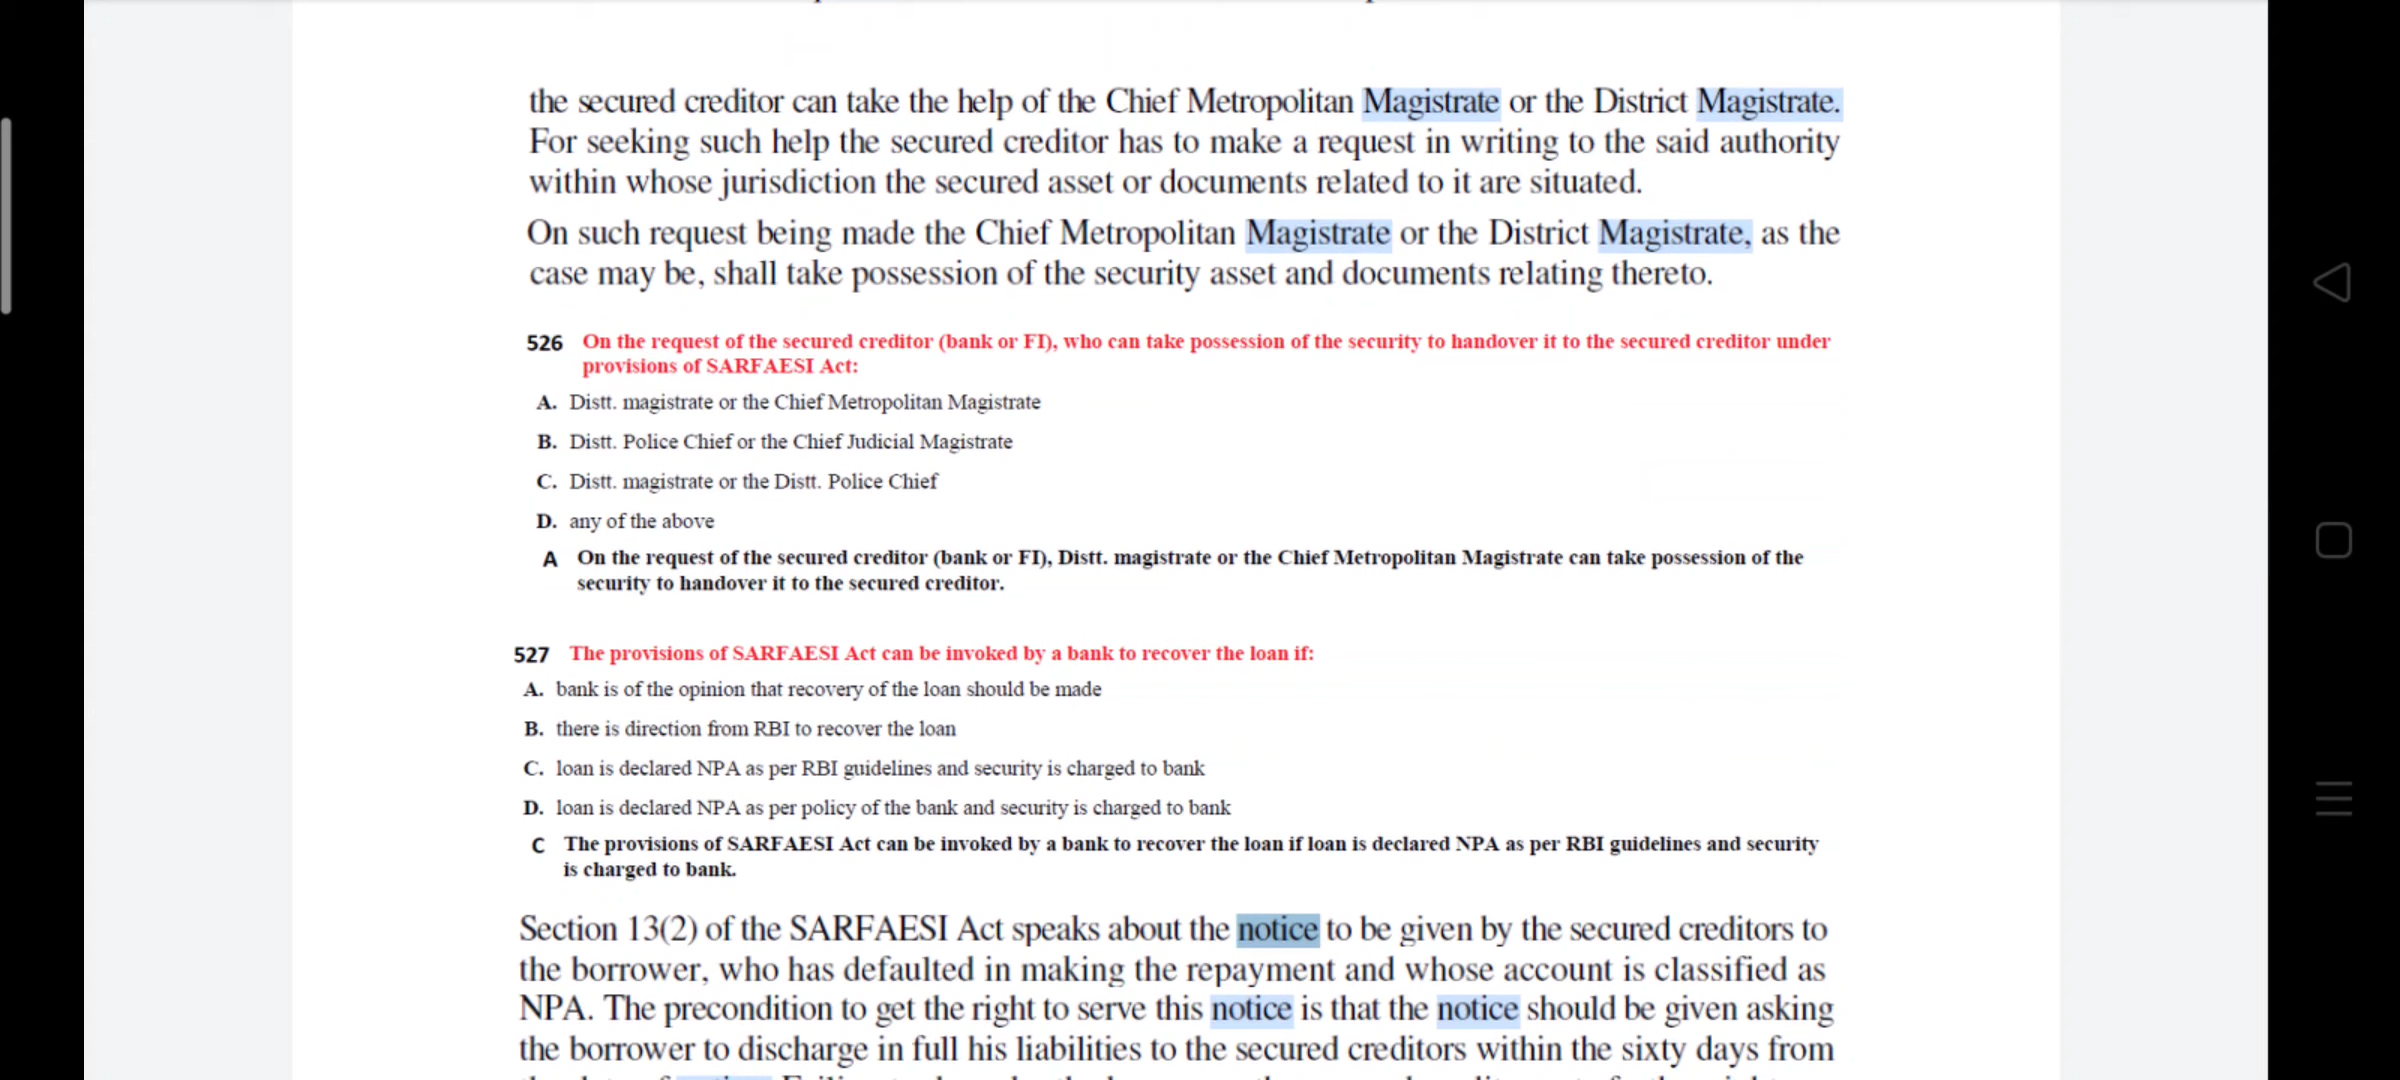 the secured creditor can take the help of the Chief Metropolitan Magistrate or the District Magistrate.
For seeking such help the secured creditor has to make a request in writing to the said authority
within whose jurisdiction the secured asset or documents related to it are situated.
On such request being made the Chief Metropolitan Magistrate or the District Magistrate, as the
case may be, shall take possession of the security asset and documents relating thereto.
526 On the request of the secured creditor (bank or FI), who can take possession of the security to handover it to the secured creditor under
provisions of SARFAESI Act:
A. Distt. magistrate or the Chief Metropolitan Magistrate
B. Distt. Police Chief or the Chief Judicial Magistrate
C. Distt. magistrate or the Distt. Police Chief
D. any of the above
A On the request of the secured creditor (bank or FI), Distt. magistrate or the Chief Metropolitan Magistrate can take possession of the
security to handover it to the secured creditor.
527 The provisions of SARFAESI Act can be invoked by a bank to recover the loan if:
A. bank is of the opinion that recovery of the loan should be made
B. there is direction from RBI to recover the loan
C. loan is declared NPA as per RBI guidelines and security is charged to bank
D. loan is declared NPA as per policy of the bank and security is charged to bank
C The provisions of SARFAESI Act can be invoked by a bank to recover the loan if loan is declared NPA as per RBI guidelines and security
is charged to bank.
Section 13(2) of the SARFAESI Act speaks about the notice to be given by the secured creditors to
the borrower, who has defaulted in making the repayment and whose account is classified as
NPA. The precondition to get the right to serve this notice is that the notice should be given asking
the borrower to discharge in full his liabilities to the secured creditors within the sixty days from